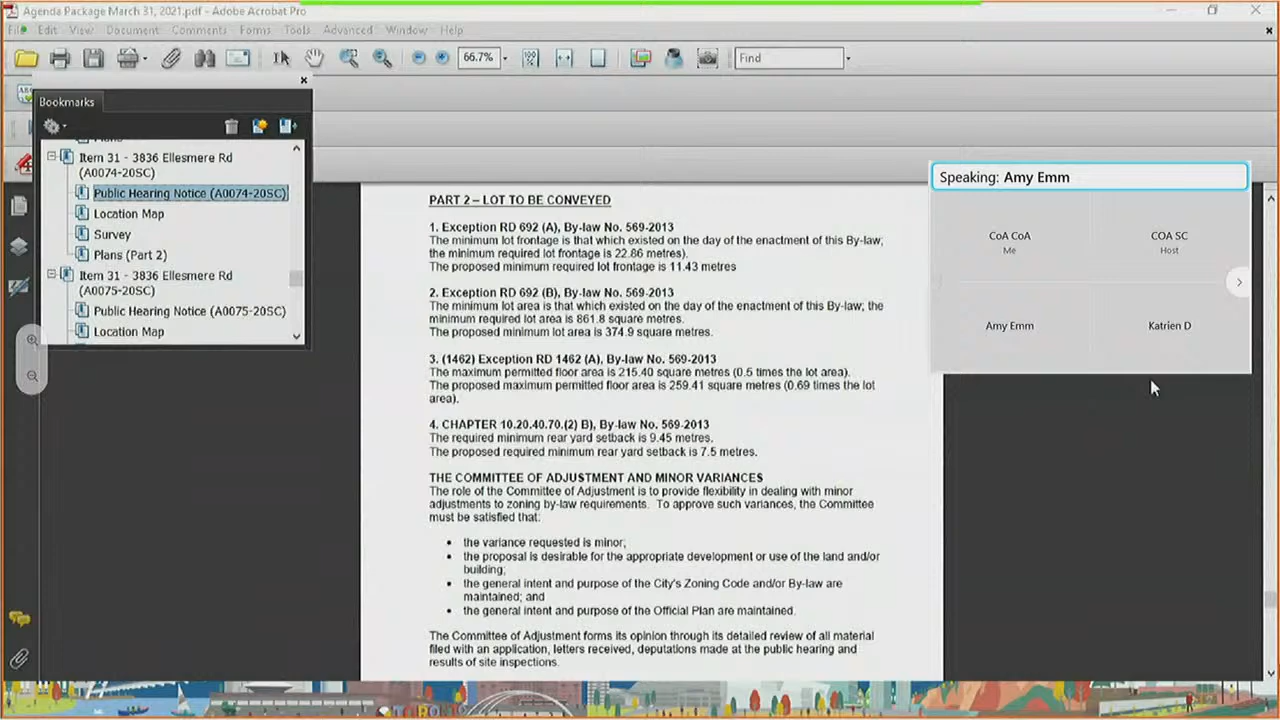 Agenda Package March 31, 2021.pdf - Adobe Acrobat Pro
File Edit View Document Comments Forms Tools Advanced Window Help
66.7%
Find
Bookmarks
Item 31 - 3836 Ellesmere Rd
(A0074-20SC)
Public Hearing Notice (A0074-20SC)
Location Map
Survey
Plans (Part 2)
Item 31 - 3836 Ellesmere Rd
(A0075-20SC)
Public Hearing Notice (A0075-20SC)
Location Map
PART 2 – LOT TO BE CONVEYED
1. Exception RD 692 (A), By-law No. 569-2013
The minimum lot frontage is that which existed on the day of the enactment of this By-law;
the minimum required lot frontage is 22.86 metres).
The proposed minimum required lot frontage is 11.43 metres
2. Exception RD 692 (B), By-law No. 569-2013
The minimum lot area is that which existed on the day of the enactment of this By-law; the
minimum required lot area is 861.8 square metres.
The proposed minimum lot area is 374.9 square metres.
3. (1462) Exception RD 1462 (A), By-law No. 569-2013
The maximum permitted floor area is 215.40 square metres (0.5 times the lot area).
The proposed maximum permitted floor area is 259.41 square metres (0.69 times the lot
area).
4. CHAPTER 10.20.40.70.(2) B), By-law No. 569-2013
The required minimum rear yard setback is 9.45 metres.
The proposed required minimum rear yard setback is 7.5 metres.
THE COMMITTEE OF ADJUSTMENT AND MINOR VARIANCES
The role of the Committee of Adjustment is to provide flexibility in dealing with minor
adjustments to zoning by-law requirements. To approve such variances, the Committee
must be satisfied that:
• the variance requested is minor;
• the proposal is desirable for the appropriate development or use of the land and/or
building;
• the general intent and purpose of the City's Zoning Code and/or By-law are
maintained; and
• the general intent and purpose of the Official Plan are maintained.
The Committee of Adjustment forms its opinion through its detailed review of all material
filed with an application, letters received, deputations made at the public hearing and
results of site inspections.
Speaking: Amy Emm
CoA CoA
Me
COA SC
Host
Amy Emm
Katrien D